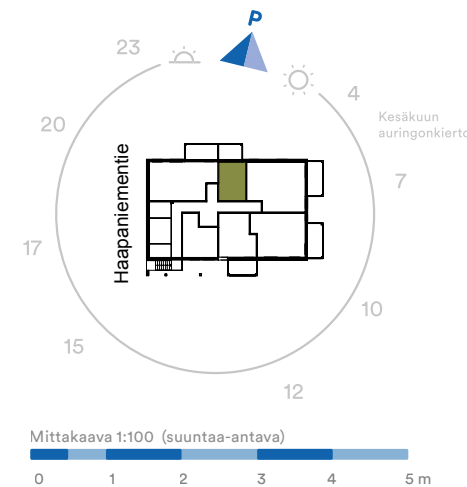 P
23
4
Kesäkuun
auringonkierto
20
Haapaniementie
7
17
10
15
12
Mittakaava 1:100 (suuntaa-antava)
0 1 2 3 4 5 m